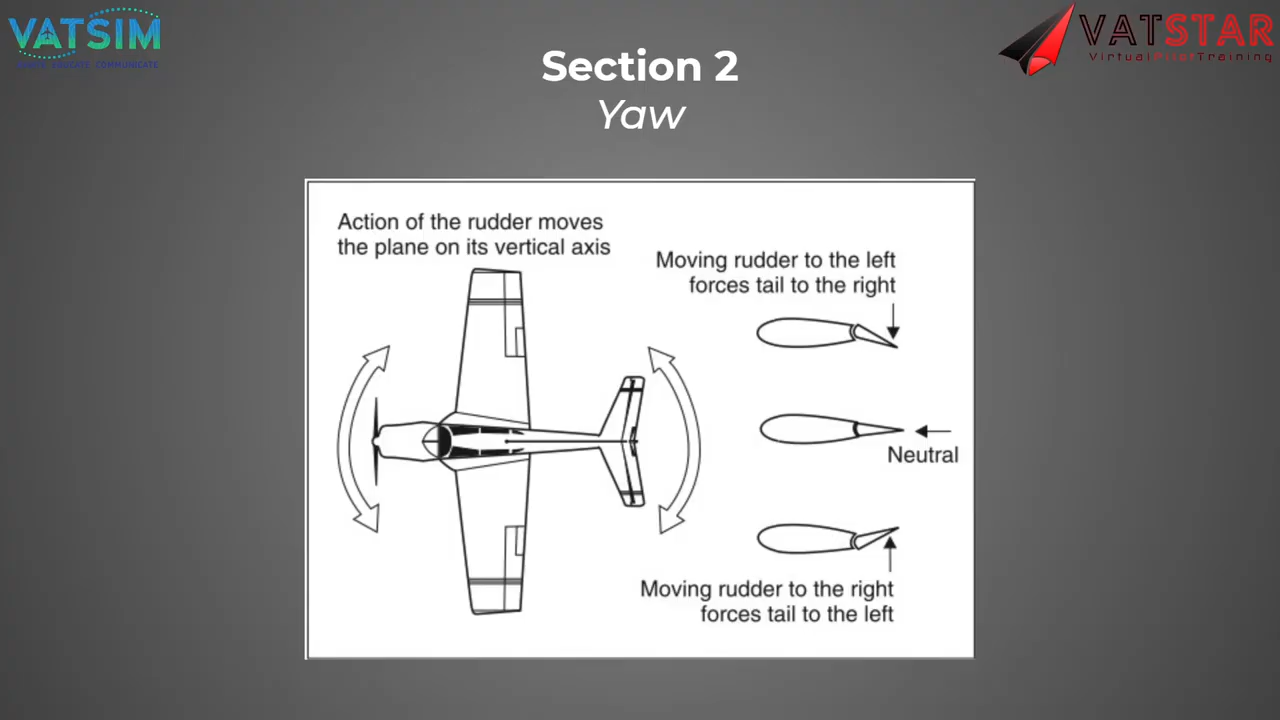 VATSIM
VATSTAR
VirtualPilotTraining
Section 2
Yaw
Action of the rudder moves
the plane on its vertical axis
Moving rudder to the left
forces tail to the right
Neutral
Moving rudder to the right
forces tail to the left